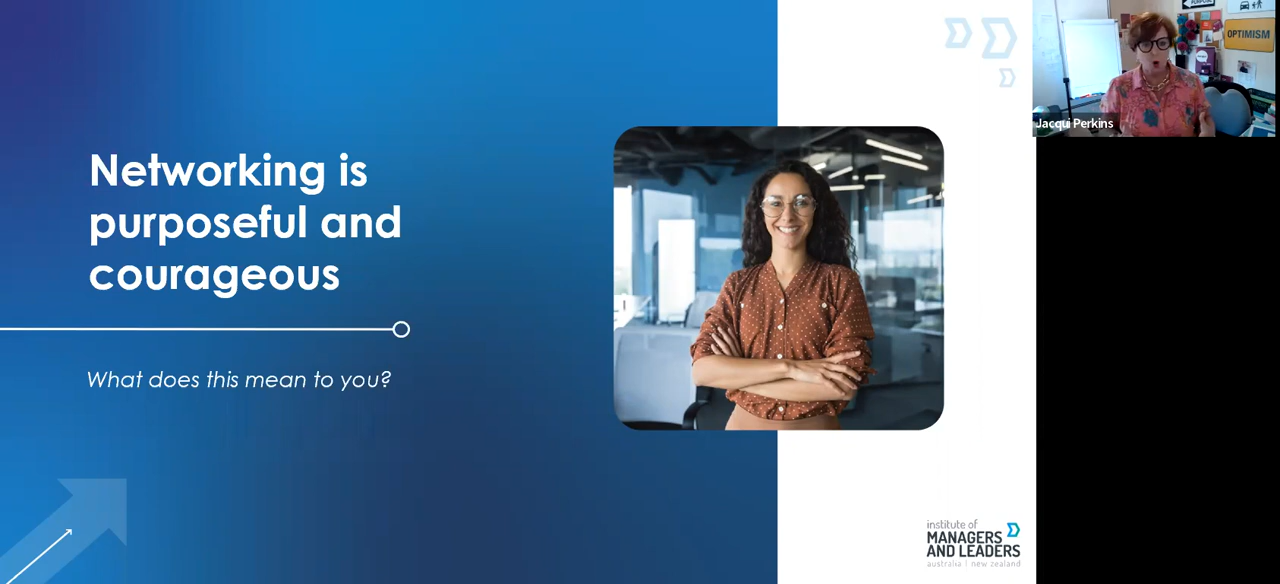 Networking is
purposeful and
courageous
What does this mean to you?
institute of
MANAGERS
AND LEADERS
australia | new zealand
PURPOSE
OPTIMISM
Jacqui Perkins